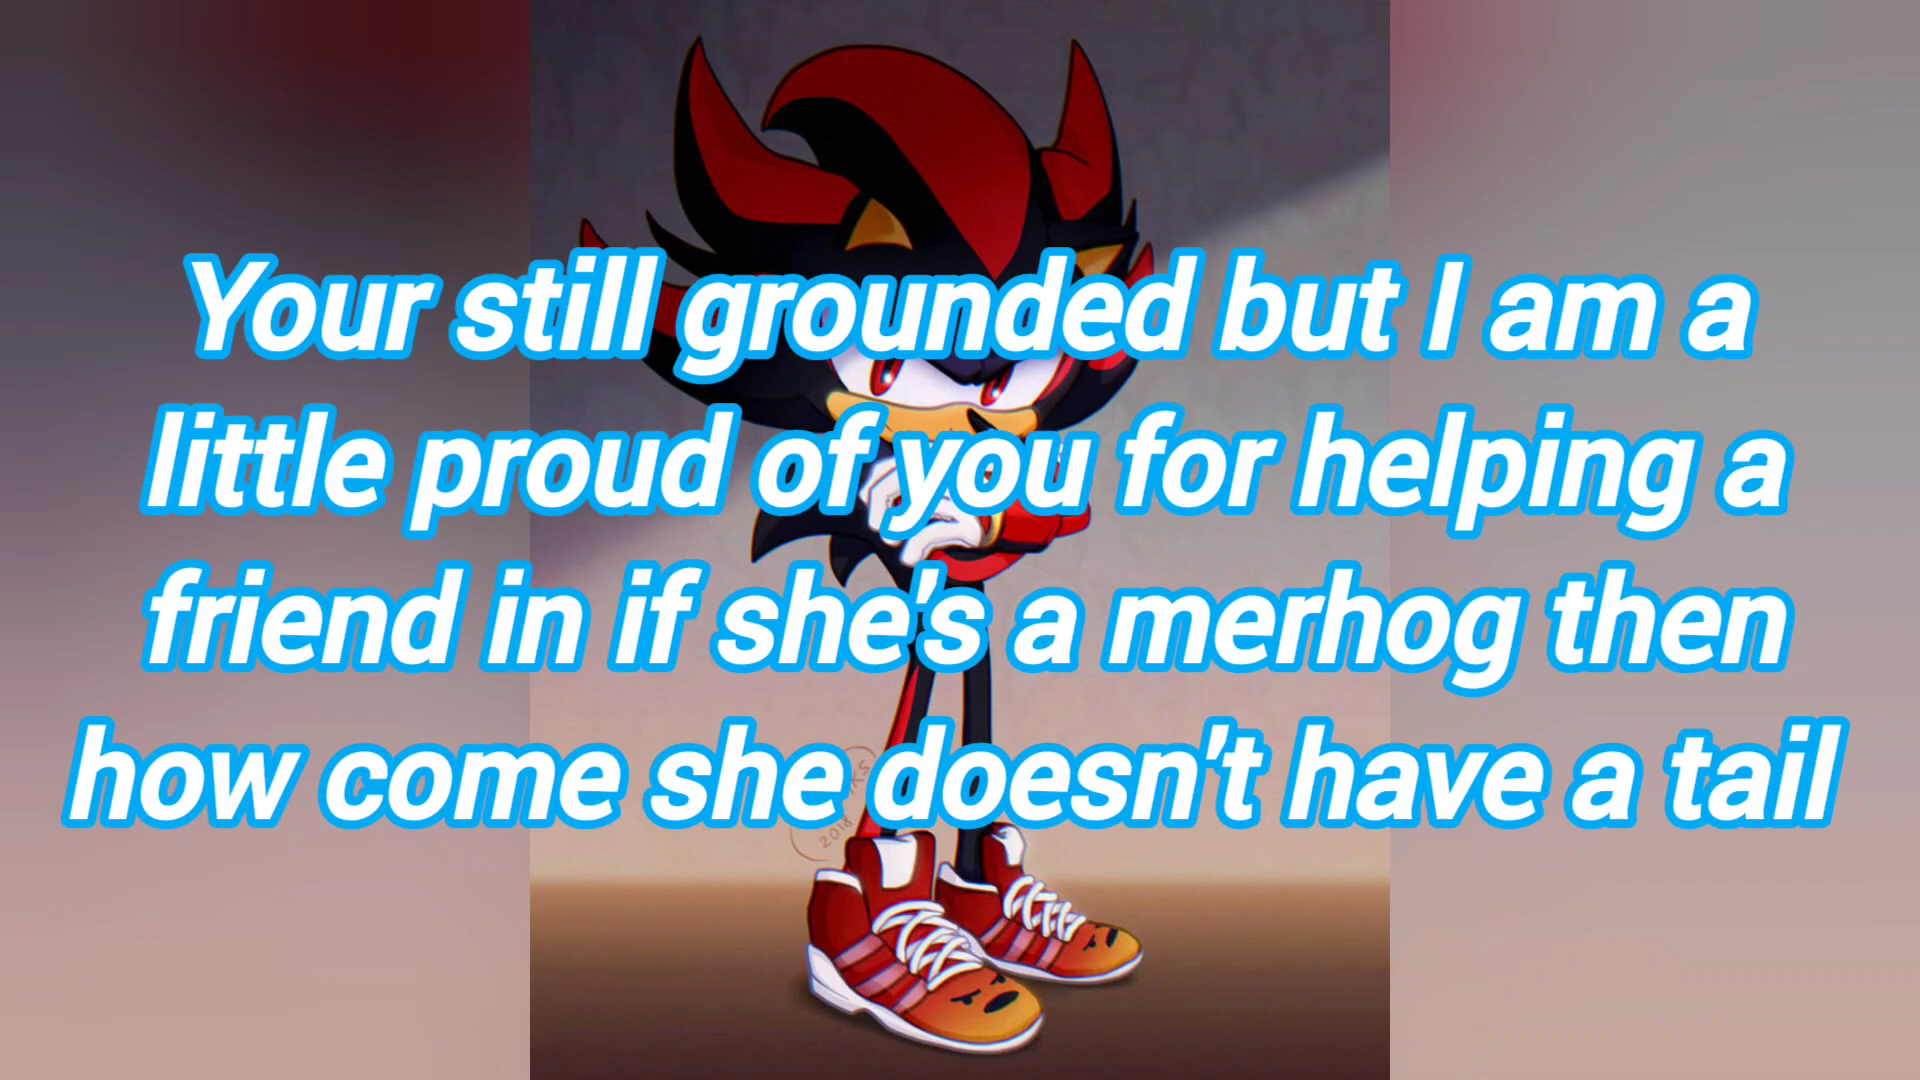 Your still grounded but I am a
little proud of you for helping a
friend in if she's a merhog then
how come she doesn't have a tail
2018